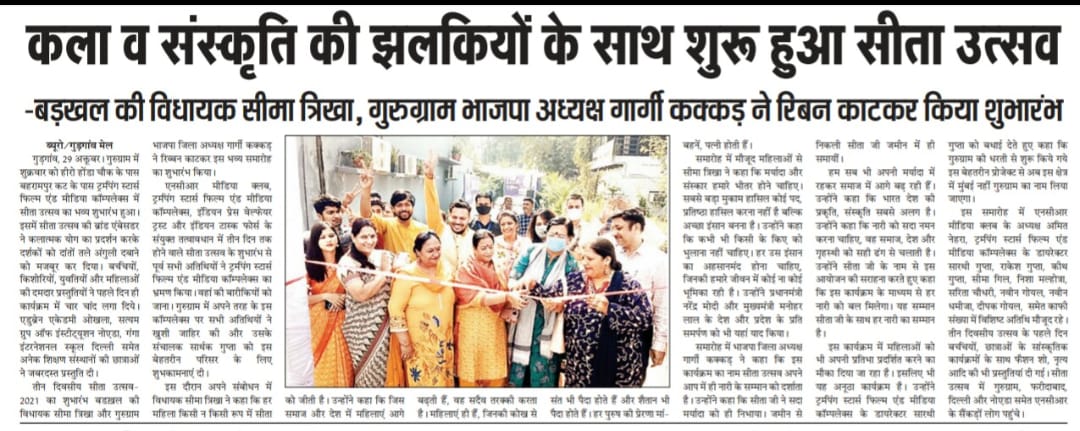 कला व संस्कृति की झलकियों के साथ शुरू हुआ सीता उत्सव
-बड़खल की विधायक सीमा त्रिखा, गुरुग्राम भाजपा अध्यक्ष गार्गी कक्कड़ ने रिबन काटकर किया शुभारंभ
ब्यूरो/गुड़गांव मेल
गुड़गांव, 29 अक्टूबर। गुरुग्राम में
शुक्रवार को हीरो होंडा चौक के पास
बहरामपुर कट के पास ट्रंपिंग स्टार्स
फिल्म एंड मीडिया कॉम्पलेक्स में
सीता उत्सव का भव्य शुभारंभ हुआ।
इसमें सीता उत्सव की ब्रांड एंबेसडर
ने कलात्मक योग का प्रदर्शन करके
दर्शकों को दांतों तले अंगुली दबाने
को मजबूर कर दिया। बच्चियों,
किशोरियों, युवतियों और महिलाओं
की दमदार प्रस्तुतियों ने पहले दिन ही
कार्यक्रम में चार चांद लगा दिये।
एडुब्रेन एकेडमी ओखला, सत्यम
ग्रुप ऑफ इंस्टीट्यूशन नोएडा, गंगा
इंटरनेशनल स्कूल दिल्ली समेत
अनेक शिक्षण संस्थानों की छात्राओं
ने जबरदस्त प्रस्तुति दी।
तीन दिवसीय सीता उत्सव-
2021 का शुभारंभ बडखल की
विधायक सीमा त्रिखा और गुरुग्राम
भाजपा जिला अध्यक्ष गार्गी कक्कड़
ने रिब्बन काटकर इस भव्य समारोह
का शुभारंभ किया।
एनसीआर मीडिया क्लब,
ट्रंपिंग स्टार्स फिल्म एंड मीडिया
कॉम्पलेक्स, इंडियन प्रेस वेल्फेयर
ट्रस्ट और इंडियन टास्क फोर्स के
संयुक्त तत्वावधान में तीन दिन तक
होने वाले सीता उत्सव के शुभारंभ से
पूर्व सभी अतिथियों ने ट्रमपिंग स्टार्स
फिल्म एंड मीडिया कॉम्पलेक्स का
भ्रमण किया। वहां की बारीकियों को
जाना। गुरुग्राम में अपने तरह के इस
कॉम्पलेक्स पर सभी अतिथियों ने
खुशी जाहिर की और उसके
संचालक सार्थक गुप्ता को इस
बेहतरीन परिसर के लिए
शुभकामनाएं दी।
इस दौरान अपने संबोधन में
विधायक सीमा त्रिखा ने कहा कि हर
महिला किसी न किसी रूप में सीता
को जीती है। उन्होंने कहा कि जिस
समाज और देश में महिलाएं आगे
बढ़ती हैं, वह सदैव तरक्की करता
है। महिलाएं ही हैं, जिनकी कोख से
संत भी पैदा होते हैं और शैतान भी
पैदा होते हैं। हर पुरुष की प्रेरणा मां-
बहनें, पत्नी होती हैं।
समारोह में मौजूद महिलाओं से
सीमा त्रिखा ने कहा कि मर्यादा और
संस्कार हमारे भीतर होने चाहिए।
सबसे बड़ा मुकाम हासिल कोई पद,
प्रतिष्ठा हासिल करना नहीं है बल्कि
अच्छा इंसान बनना है। उन्होंने कहा
कि कभी भी किसी के किए को
भुलाना नहीं चाहिए। हर उस इंसान
का अहसानमंद होना चाहिए,
जिनकी हमारे जीवन में कोई ना कोई
भूमिका रही है। उन्होंने प्रधानमंत्री
नरेंद्र मोदी और मुख्यमंत्री मनोहर
लाल के देश और प्रदेश के प्रति
समर्पण को भी यहां याद किया।
समारोह में भाजपा जिला अध्यक्ष
गार्गी कक्कड़ ने कहा कि इस
कार्यक्रम का नाम सीता उत्सव अपने
आप में ही नारी के सम्मान को दर्शाता
है। उन्होंने कहा कि सीता जी ने सदा
मर्यादा को ही निभाया। जमीन से
निकली सीता जी जमीन में ही
समायीं।
हम सब भी अपनी मर्यादा में
रहकर समाज में आगे बढ़ रही हैं।
उन्होंने कहा कि भारत देश की
प्रकृति, संस्कृति सबसे अलग है।
उन्होंने कहा कि नारी को सदा नमन
करना चाहिए, वह समाज, देश और
गृहस्थी को सही ढंग से चलाती है।
उन्होंने सीता जी के नाम से इस
आयोजन की सराहना करते हुए कहा
कि इस कार्यक्रम के माध्यम से हर
नारी को बल मिलेगा। यह सम्मान
सीता जी के साथ हर नारी का सम्मान
है।
इस कार्यक्रम में महिलाओं को
भी अपनी प्रतिभा प्रदर्शित करने का
मौका दिया जा रहा है। इसलिए भी
यह अनूठा कार्यक्रम है। उन्होंने
ट्रमपिंग स्टार्स फिल्म एंड मीडिया
कॉम्पलेक्स के डायरेक्टर सारथी
गुप्ता को बधाई देते हुए कहा कि
गुरुग्राम की धरती से शुरू किये गये
इस बेहतरीन प्रोजेक्ट से अब इस क्षेत्र
में मुंबई नहीं गुरुग्राम का नाम लिया
जाएगा।
इस समारोह में एनसीआर
मीडिया क्लब के अध्यक्ष अमित
नेहरा, ट्रमपिंग स्टार्स फिल्म एंड
मीडिया कॉम्पलेक्स के डायरेक्टर
सारथी गुप्ता, राकेश गुप्ता, कौथ
गुप्ता, सीमा गिल, निशा मल्होत्रा,
सरिता चौधरी, नवीन गोयल, नवीन
धमीजा, दीपक गोयल, समेत काफी
संख्या में विशिष्ट अतिथि मौजूद रहे।
तीन दिवसीय उत्सव के पहले दिन
बच्चियों, छात्राओं के सांस्कृतिक
कार्यक्रमों के साथ फैशन शो, नृत्य
आदि की भी प्रस्तुतियां दी गई। सीता
उत्सव में गुरुग्राम, फरीदाबाद,
दिल्ली और नोएडा समेत एनसीआर
के सैंकड़ों लोग पहुंचे।